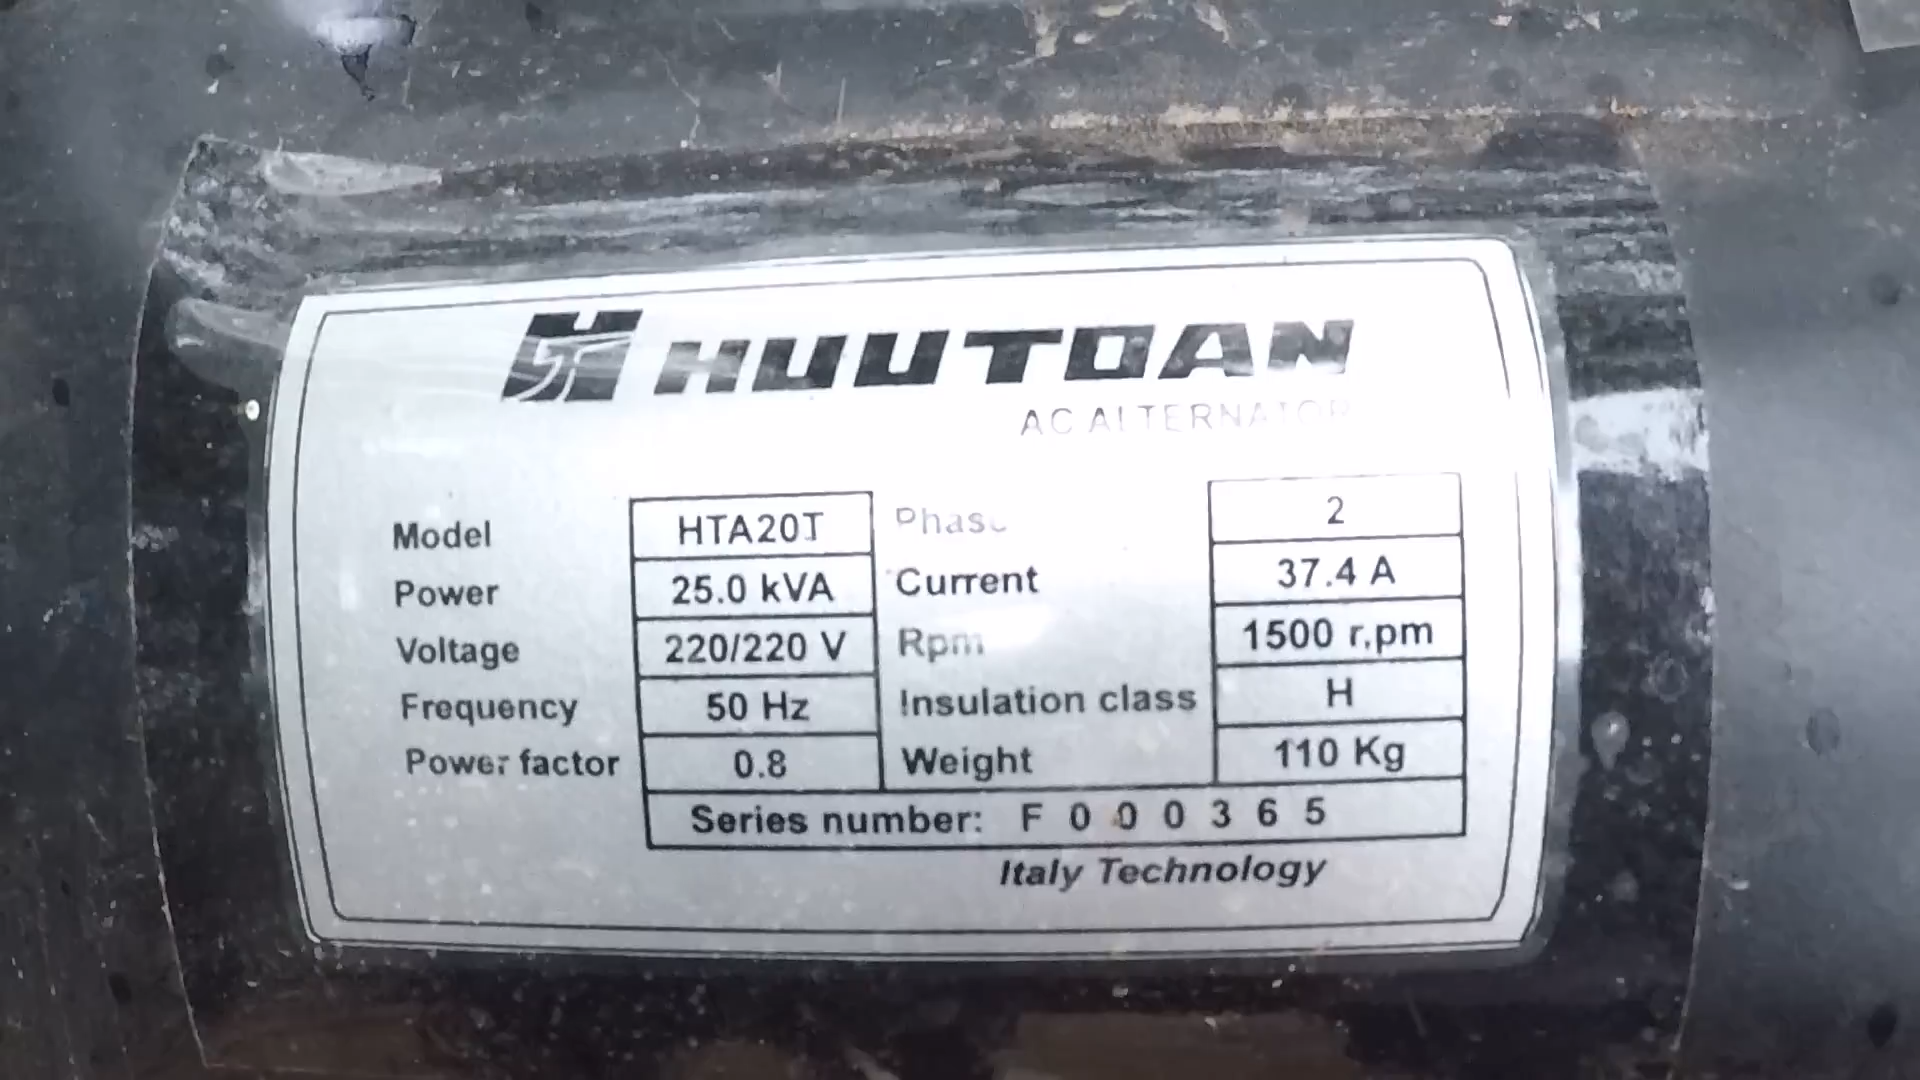 HUUTOAN
AC ALTERNATOR
Model HTA20T Phase 2
Power 25.0 kVA Current 37.4 A
Voltage 220/220 V Rpm 1500 r.pm
Frequency 50 Hz Insulation class H
Power factor 0.8 Weight 110 Kg
Series number: F 0 0 0 3 6 5
Italy Technology